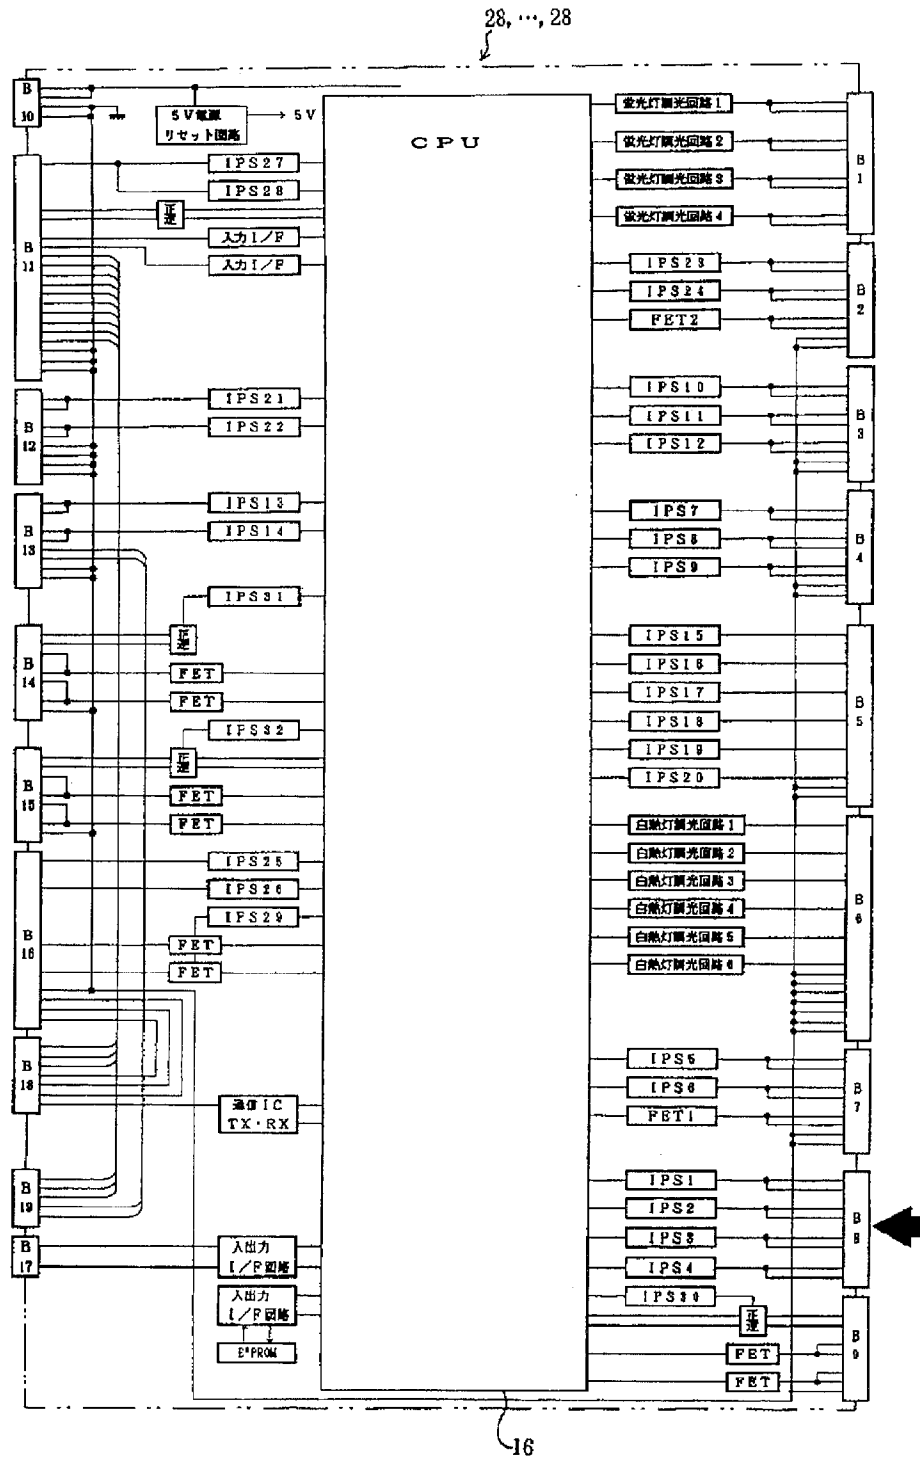 28, …, 28
B
10
5V電源
リセット回路
5V
CPU
B
11
IPS27
IPS28
正逆
入力I/F
入力I/F
B
12
IPS21
IPS22
B
13
IPS13
IPS14
IPS31
正逆
B
14
FET
FET
IPS32
正逆
B
15
FET
FET
IPS25
IPS26
IPS29
B
16
FET
FET
B
18
通信IC
TX・RX
B
19
B
17
入出力
I/F回路
入出力
I/F回路
E²PROM
蛍光灯調光回路1
蛍光灯調光回路2
蛍光灯調光回路3
蛍光灯調光回路4
B
1
IPS23
IPS24
FET2
B
2
IPS10
IPS11
IPS12
B
3
IPS7
IPS8
IPS9
B
4
IPS15
IPS16
IPS17
IPS18
IPS19
IPS20
B
5
白熱灯調光回路1
白熱灯調光回路2
白熱灯調光回路3
白熱灯調光回路4
白熱灯調光回路5
白熱灯調光回路6
B
6
IPS5
IPS6
FET1
B
7
IPS1
IPS2
IPS3
IPS4
B
8
IPS30
正逆
FET
FET
B
9
16